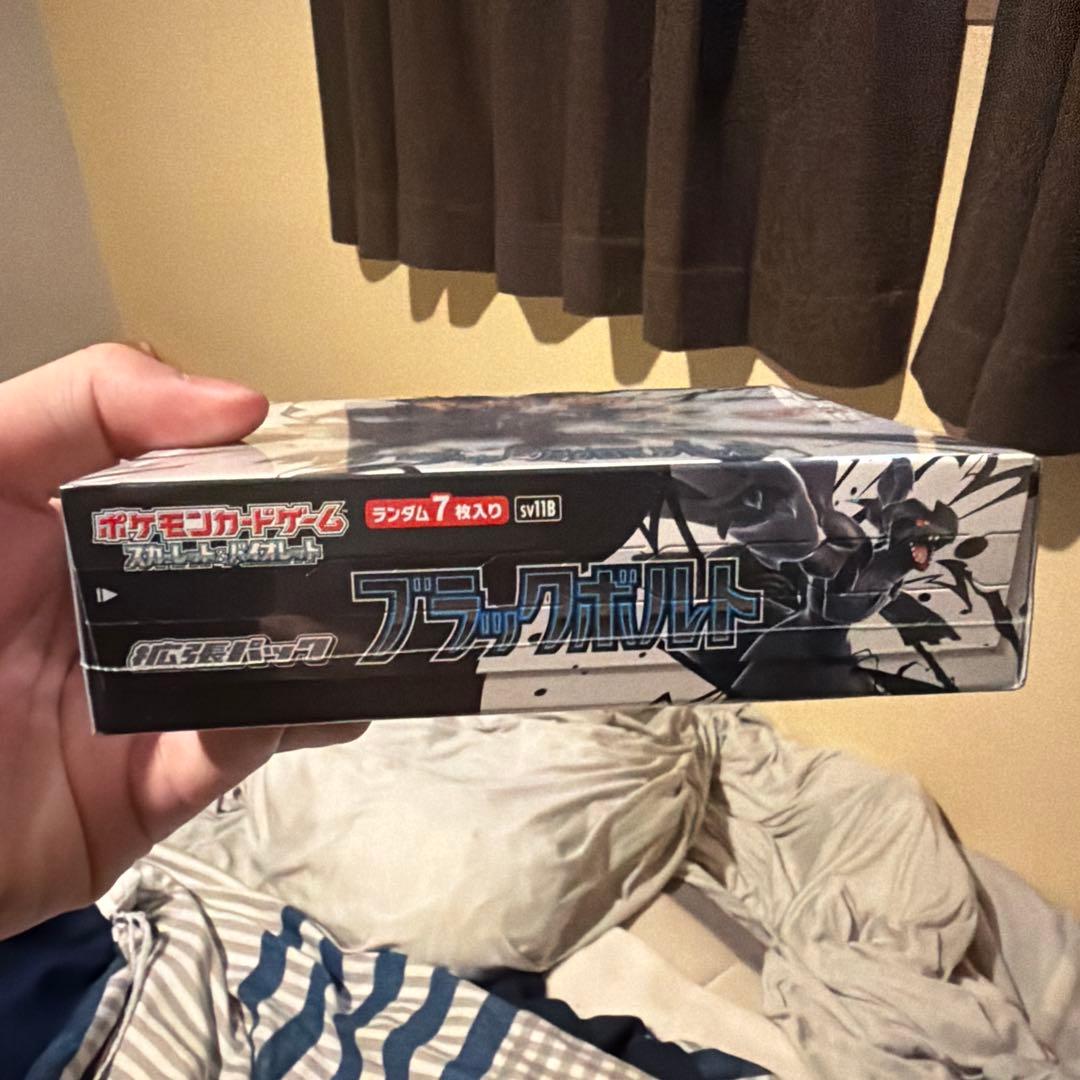 ポケモンカードゲーム
スカーレット&バイオレット
ランダム7枚入り sv11B
ブラックボルト
拡張パック